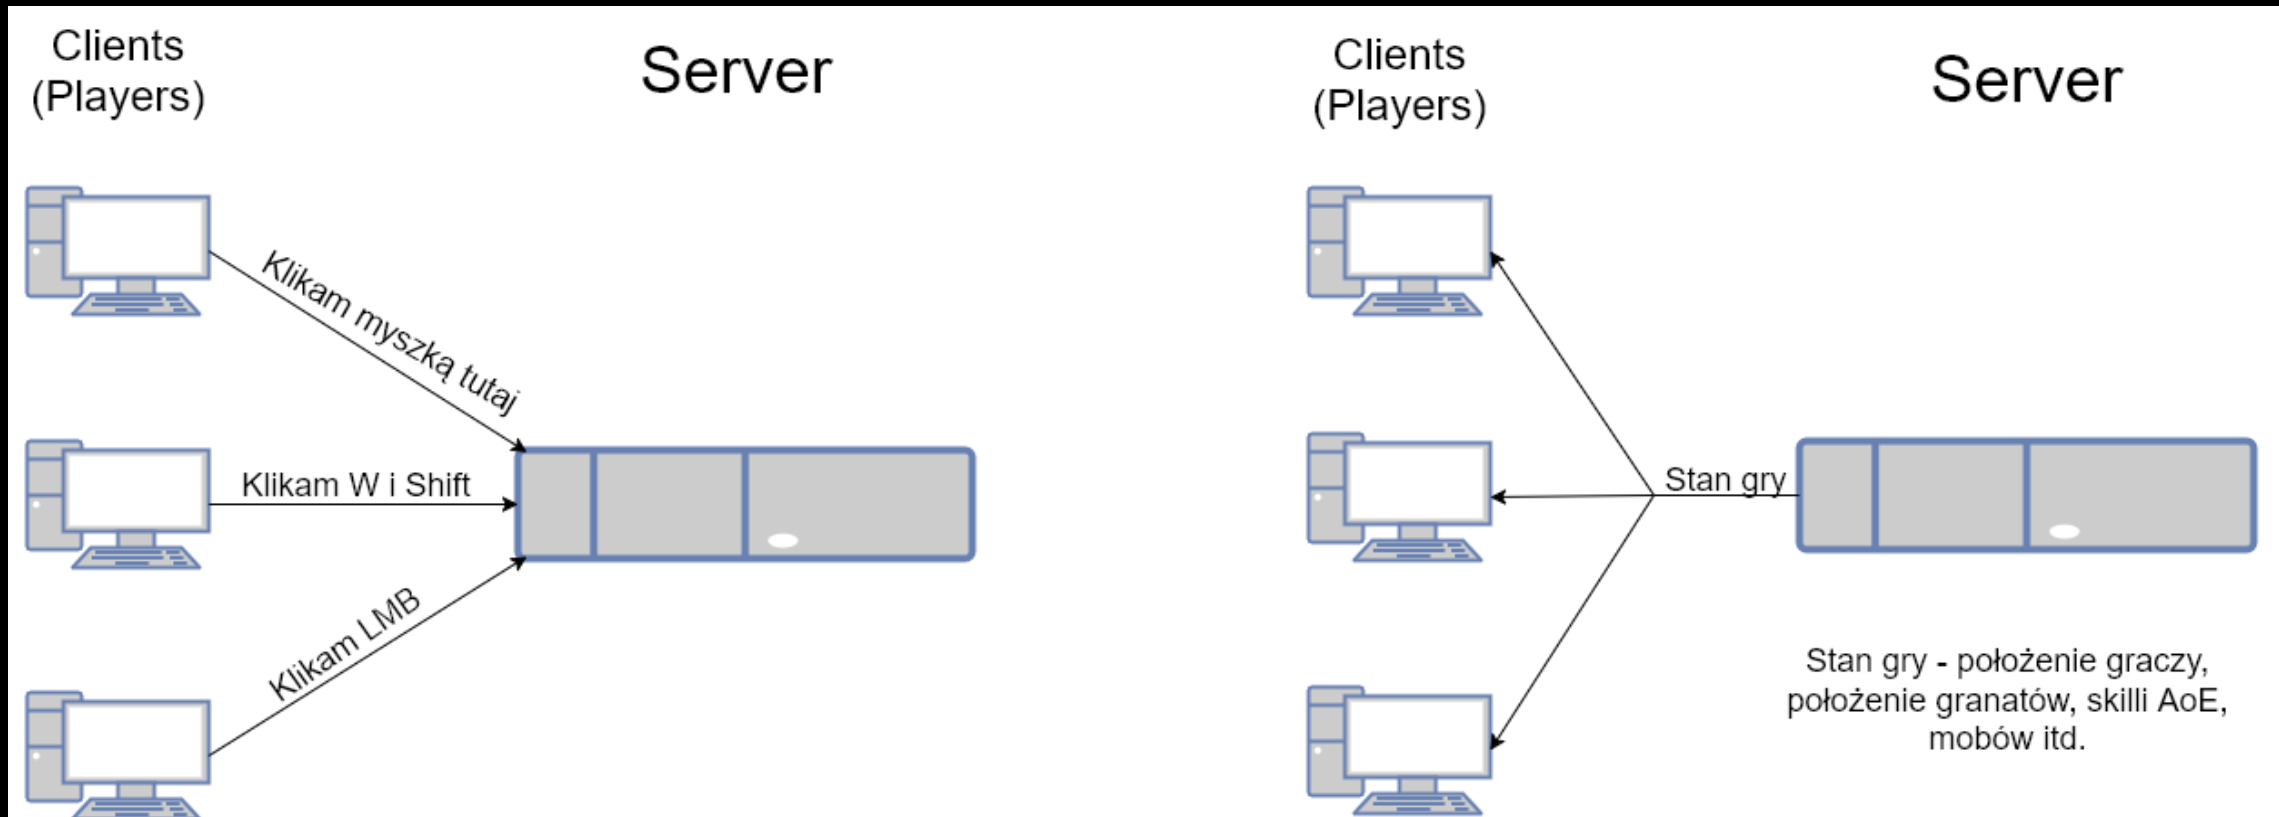 Clients
(Players)
Server
Klikam myszką tutaj
Klikam W i Shift
Klikam LMB
Clients
(Players)
Server
Stan gry
Stan gry - położenie graczy,
położenie granatów, skilli AoE,
mobów itd.